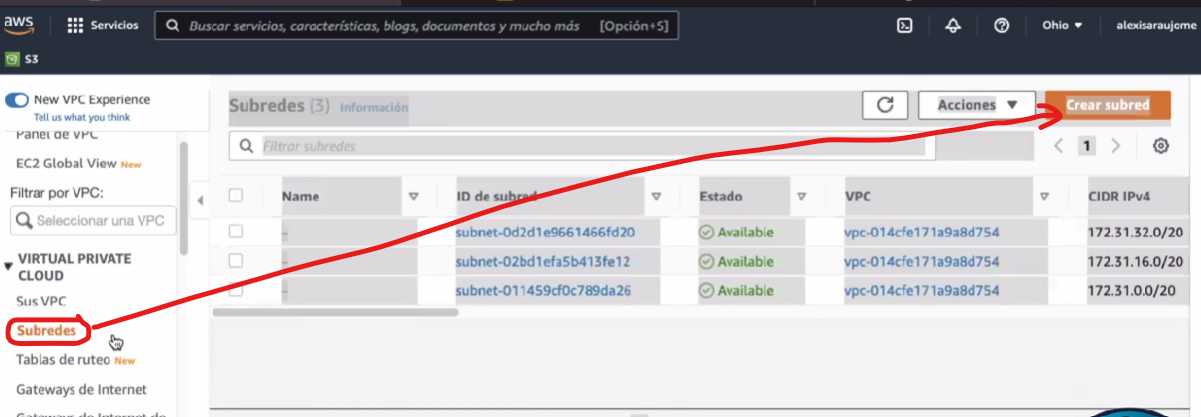 aws Servicios Buscar servicios, características, blogs, documentos y mucho más [Opción+S] Ohio alexisaraujome
S3
New VPC Experience
Tell us what you think
Subredes (3) Información Acciones Crear subred
Panel de VPC
EC2 Global View New
Filtrar subredes 1
Filtrar por VPC:
Seleccionar una VPC
Name ID de subred Estado VPC CIDR IPv4
– subnet-0d2d1e9661466fd20 Available vpc-014cfe171a9a8d754 172.31.32.0/20
– subnet-02bd1efa5b413fe12 Available vpc-014cfe171a9a8d754 172.31.16.0/20
– subnet-011459cf0c789da26 Available vpc-014cfe171a9a8d754 172.31.0.0/20
VIRTUAL PRIVATE
CLOUD
Sus VPC
Subredes
Tablas de ruteo New
Gateways de Internet
Gateways de Internet de